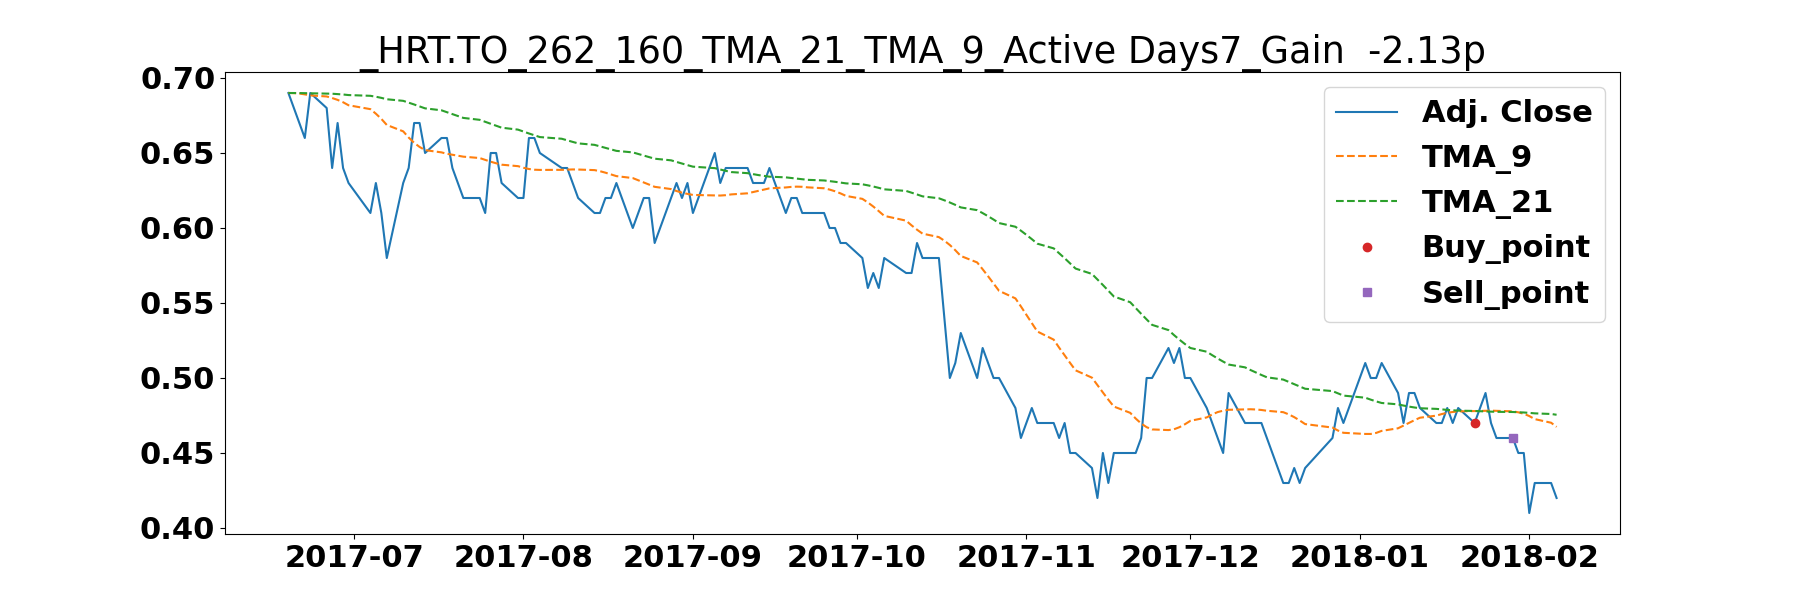 _HRT.TO_262_160_TMA_21_TMA_9_Active Days7_Gain  -2.13p
0.70
0.65
0.60
0.55
0.50
0.45
0.40
Adj. Close
TMA_9
TMA_21
Buy_point
Sell_point
2017-07 2017-08 2017-09 2017-10 2017-11 2017-12 2018-01 2018-02